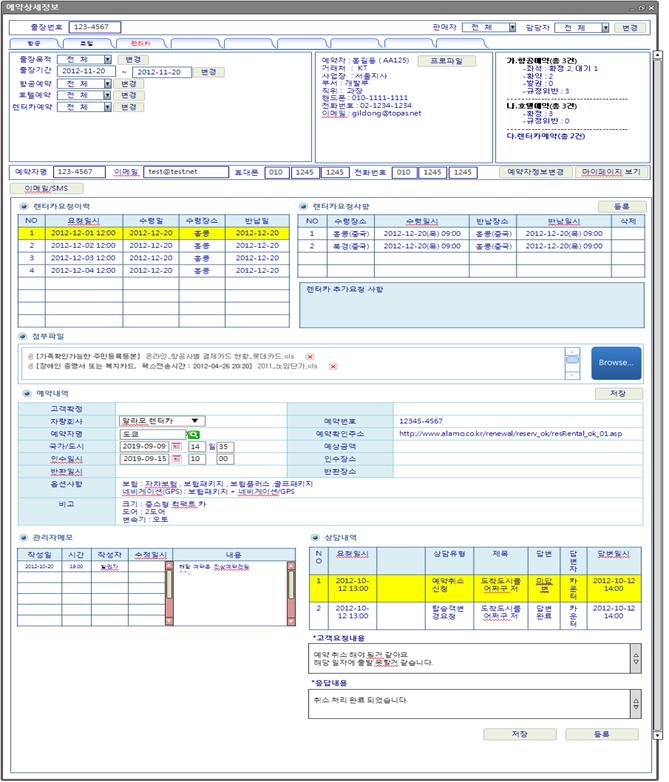 예약상세정보
출장번호 123-4567 판매자 전 체 담당자 전 체 변경
항공 호텔 렌터카
출장목적 전 체 변경
출장기간 2012-11-20 ~ 2012-11-20 변경
항공예약 전 체 변경
호텔예약 전 체 변경
렌터카예약 전 체 변경
예약자 : 홍길동 ( AA125) 프로파일
거래처 : KT
사업장 : 서울지사
부서 : 개발부
직위 : 과장
핸드폰 : 010-1111-1111
전화번호 : 02-1234-1234
이메일 : gildong@topas.net
가.항공예약(총 3건)
-좌석 : 확정 2, 대기 1
-확약 : 2
-발권 : 0
-규정위반 : 3
나.호텔예약(총 3건)
-확정 : 3
-규정위반 : 0
다.렌터카예약(총 2건)
예약자명 123-4567 이메일 test@test.net 휴대폰 010 1245 1245 전화번호 010 1245 1245 예약자정보변경 마이페이지 보기
이메일/SMS
렌터카요청이력
NO 요청일시 수령일 수령장소 반납일
1 2012-12-01 12:00 2012-12-20 홍콩 2012-12-20
2 2012-12-02 12:00 2012-12-20 홍콩 2012-12-20
3 2012-12-03 12:00 2012-12-20 홍콩 2012-12-20
4 2012-12-04 12:00 2012-12-20 홍콩 2012-12-20
렌터카요청사항 등록
NO 수령장소 수령일시 반납장소 반납일시 삭제
1 홍콩(중국) 2012-12-20(목) 09:00 홍콩(중국) 2012-12-20(목) 09:00
2 북경(중국) 2012-12-20(목) 09:00 홍콩(중국) 2012-12-20(목) 09:00
렌터카 추가요청 사항
첨부파일
[가족확인가능한 주민등록등본] 온라인_항공사별 결제카드 현황_롯데카드.xls
[장애인 증명서 또는 복지카드, 팩스전송시간 : 2012-04-26 20:20] 2011_노임단가.xls
Browse...
예약내역 저장
고객확정
차량회사 알라모 렌터카 예약번호 12345-4567
예약자명 도쿄 예약확인주소 http://www.alamo.co.kr/renewal/reserv_ok/resRental_ok_01.asp
국가/도시 2019-09-09 14 일 35 예상금액
인수일시 2019-09-15 10 00 인수장소
반환일시 반환장소
옵션사항 보험 : 자차보험 , 보험패키지 , 보험플러스 ,골프패키지
네비게이션(GPS) : 보험패키지 + 네비게이션/GPS
비고 크기 : 중소형 컴팩트 카
도어 : 2도어
변속기 : 오토
관리자메모
작성일 시간 작성자 수정일시 내용
2012-10-20 19:00 발권자 해당 예약은
상담내역
NO 요청일시 상담유형 제목 답변 답변자 답변일시
1 2012-10-12 13:00 예약취소신청 도착도시를 어쩌구 저 미답변 카운터 2012-10-12 14:00
2 2012-10-12 13:00 탑승객변경요청 도착도시를 어쩌구 저 답변완료 카운터 2012-10-12 14:00
*고객요청내용
예약 취소 해야 될거 같아요
해당 일자에 출발 못할거 같습니다.
*응답내용
취소 처리 완료 되었습니다.
저장 등록